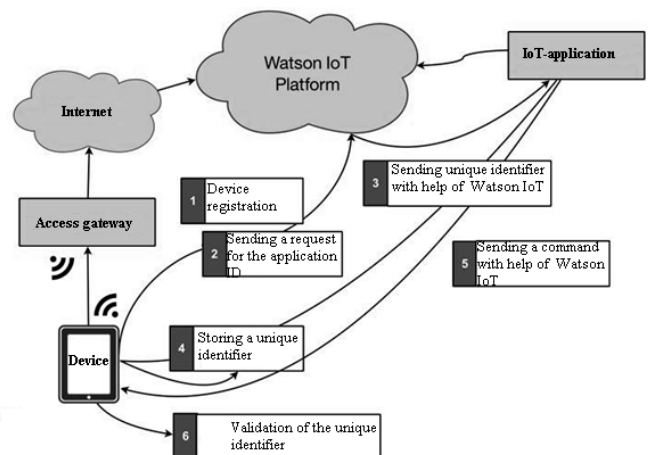 Watson IoT
Platform
IoT-application
Internet
Access gateway
Device
1
Device
registration
2
Sending a request
for the application
ID
3
Sending unique identifier
with help of Watson IoT
4
Storing a unique
identifier
5
Sending a command
with help of Watson
IoT
6
Validation of the unique
identifier